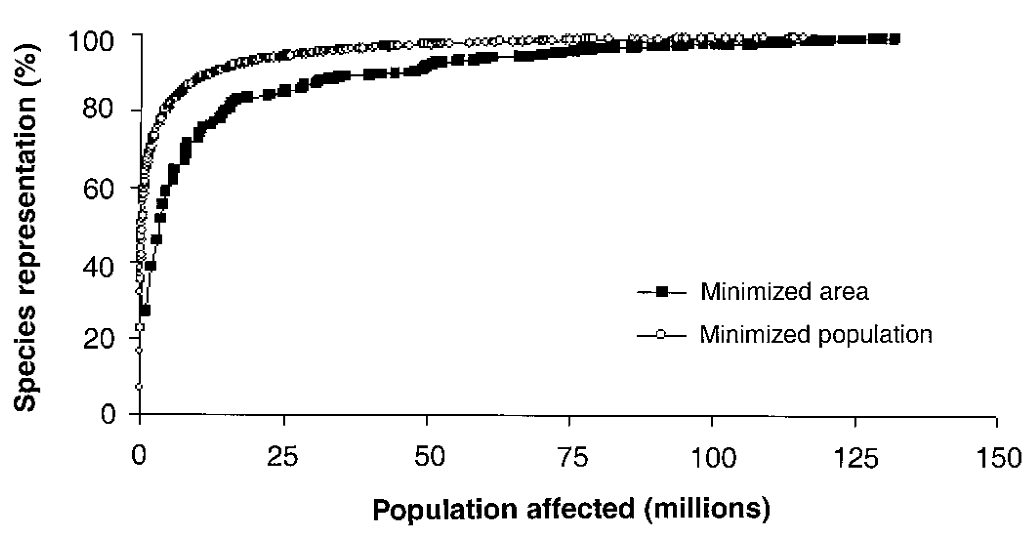 Species representation (%)
100
80
60
40
20
0
Minimized area
Minimized population
0 25 50 75 100 125 150
Population affected (millions)